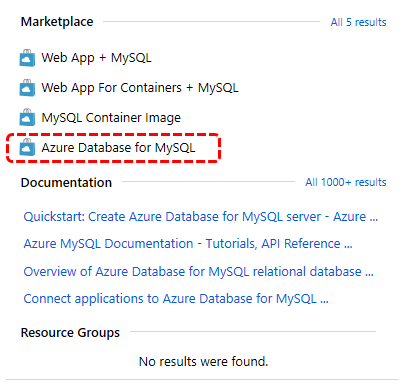 Marketplace All 5 results
Web App + MySQL
Web App For Containers + MySQL
MySQL Container Image
Azure Database for MySQL
Documentation All 1000+ results
Quickstart: Create Azure Database for MySQL server - Azure ...
Azure MySQL Documentation - Tutorials, API Reference ...
Overview of Azure Database for MySQL relational database ...
Connect applications to Azure Database for MySQL ...
Resource Groups
No results were found.